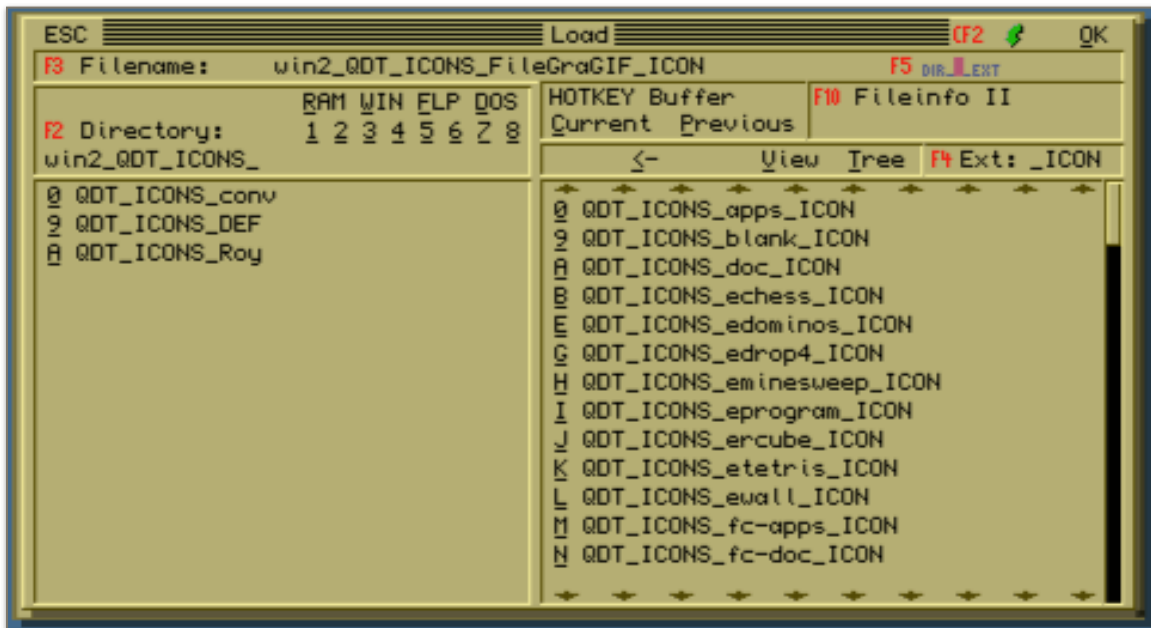 ESC Load CF2 OK
F3 Filename: win2_QDT_ICONS_FileGraGIF_ICON F5 DIR_ _EXT
RAM WIN FLP DOS
F2 Directory: 1 2 3 4 5 6 7 8
win2_QDT_ICONS_
HOTKEY Buffer
Current Previous
F10 Fileinfo II
<- View Tree F4 Ext: _ICON
0 QDT_ICONS_conv
9 QDT_ICONS_DEF
A QDT_ICONS_Roy
0 QDT_ICONS_apps_ICON
9 QDT_ICONS_blank_ICON
A QDT_ICONS_doc_ICON
B QDT_ICONS_echess_ICON
E QDT_ICONS_edominos_ICON
G QDT_ICONS_edrop4_ICON
H QDT_ICONS_eminesweep_ICON
I QDT_ICONS_eprogram_ICON
J QDT_ICONS_ercube_ICON
K QDT_ICONS_etetris_ICON
L QDT_ICONS_ewall_ICON
M QDT_ICONS_fc-apps_ICON
N QDT_ICONS_fc-doc_ICON